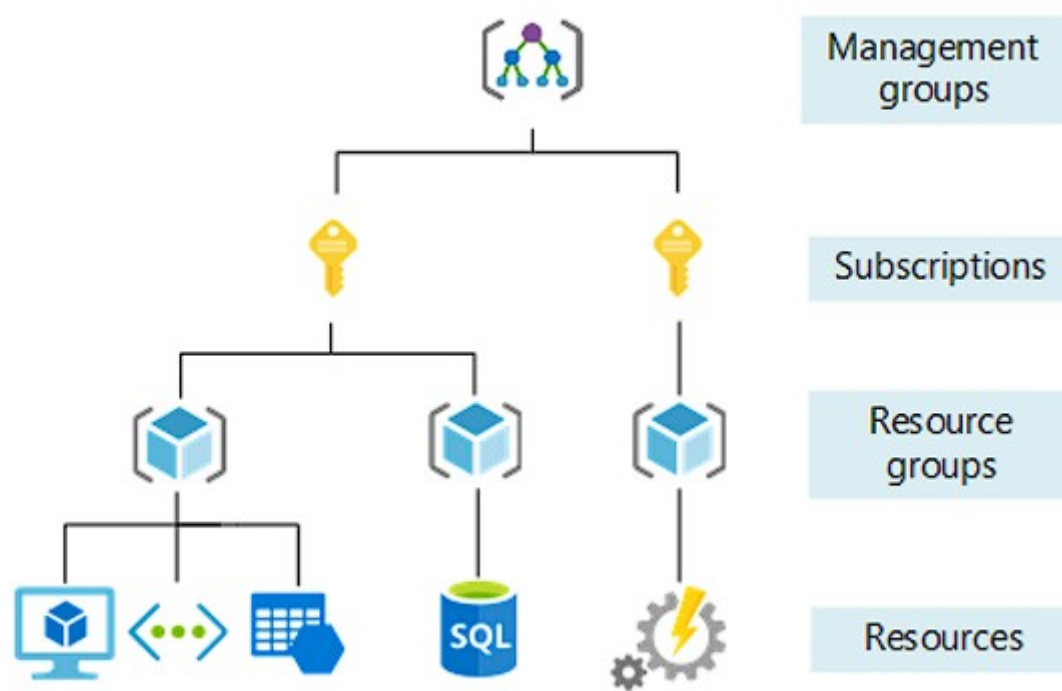 Management
groups
Subscriptions
Resource
groups
SQL
Resources